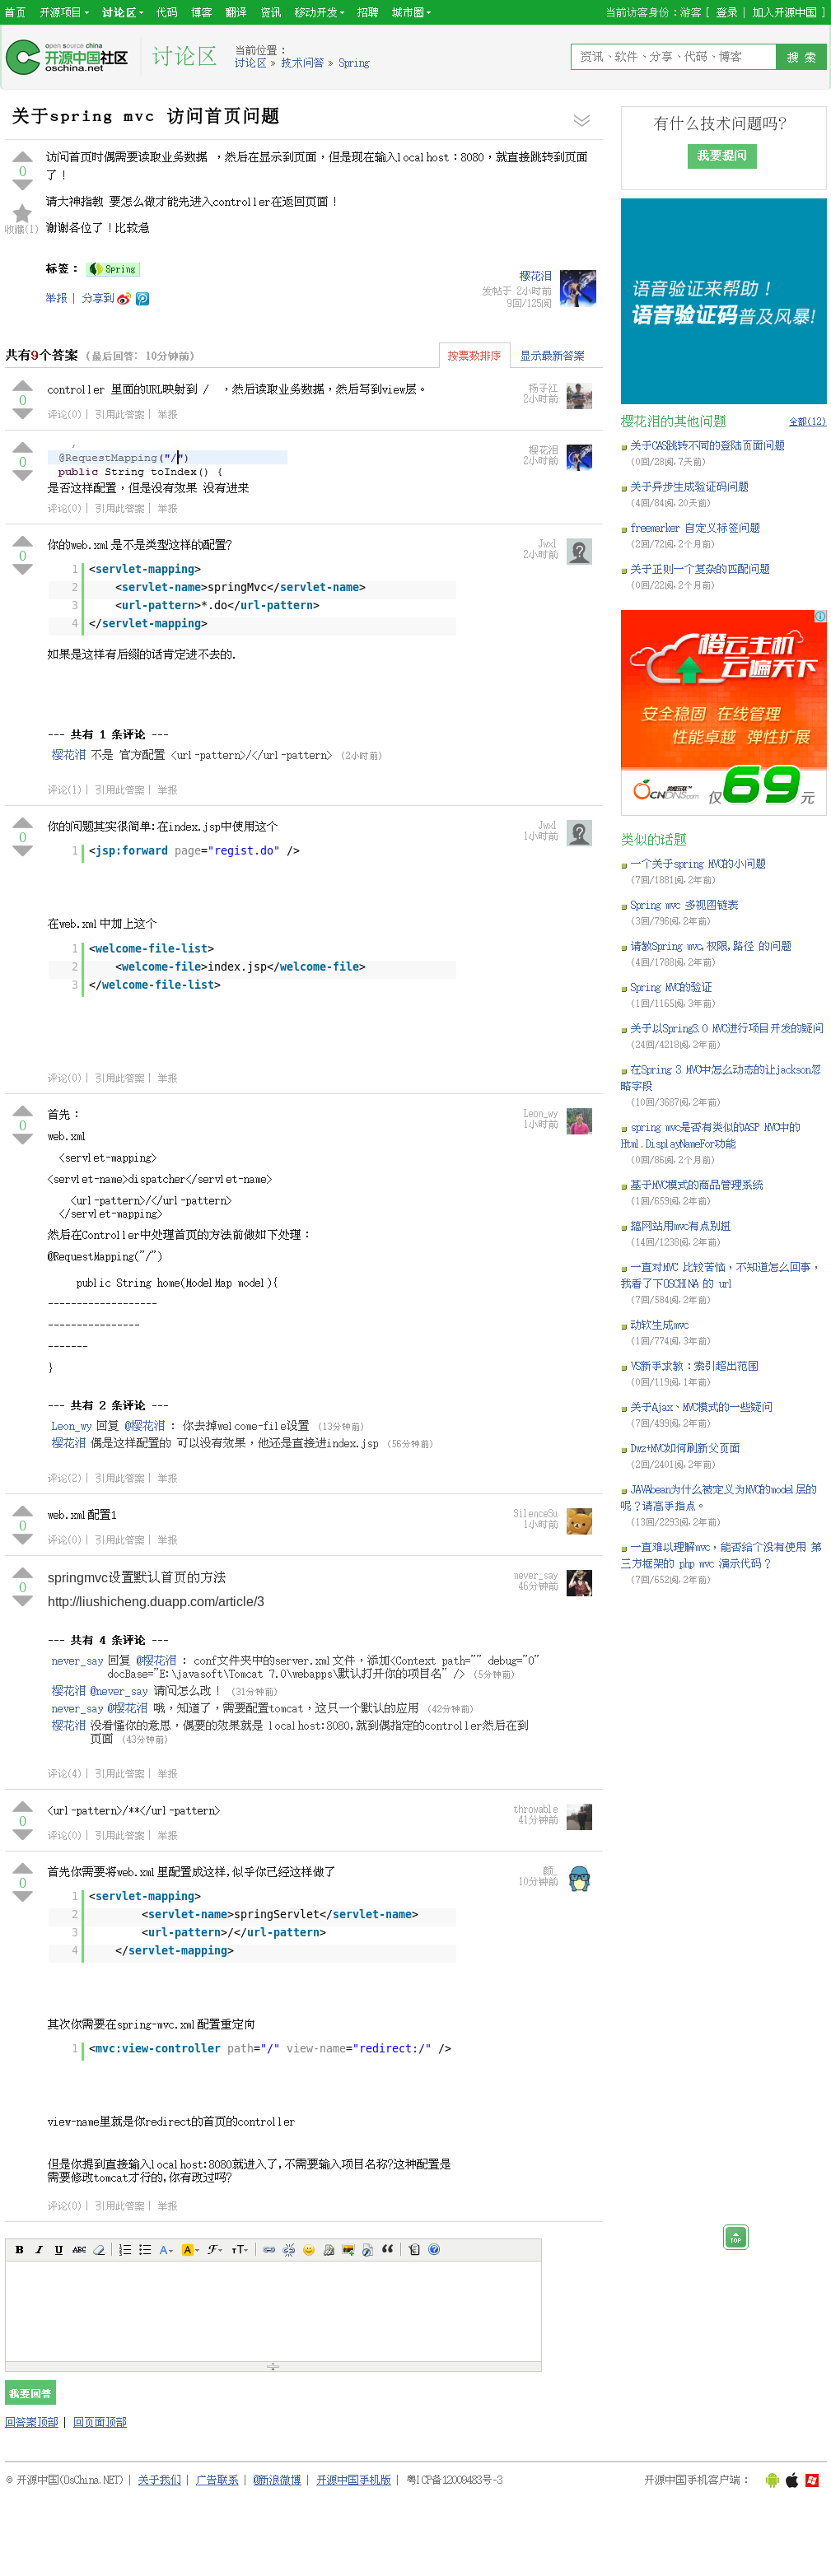 首页 开源项目 讨论区 代码 博客 翻译 资讯 移动开发 招聘 城市圈 当前访客身份：游客 [ 登录 | 加入开源中国 ]
open source china
开源中国社区
oschina.net
讨论区
当前位置：
讨论区 » 技术问答 » Spring
资讯、软件、分享、代码、博客 搜 索
关于spring mvc 访问首页问题
0
收藏(1)
访问首页时偶需要读取业务数据 ，然后在显示到页面，但是现在输入localhost：8080，就直接跳转到页面
了！
请大神指教 要怎么做才能先进入controller在返回页面！
谢谢各位了！比较急
标签： Spring
举报 | 分享到
樱花泪
发帖于 2小时前
9回/125阅
共有9个答案 (最后回答: 10分钟前) 按票数排序 显示最新答案
0
controller 里面的URL映射到 / ，然后读取业务数据，然后写到view层。
杨子江
2小时前
评论(0) | 引用此答案 | 举报
0
@RequestMapping("/")
public String toIndex() {
是否这样配置，但是没有效果 没有进来
樱花泪
2小时前
评论(0) | 引用此答案 | 举报
0
你的web.xml是不是类型这样的配置?
Jwxl
2小时前
1 <servlet-mapping>
2 <servlet-name>springMvc</servlet-name>
3 <url-pattern>*.do</url-pattern>
4 </servlet-mapping>
如果是这样有后缀的话肯定进不去的.
--- 共有 1 条评论 ---
樱花泪 不是 官方配置 <url-pattern>/</url-pattern> (2小时前)
评论(1) | 引用此答案 | 举报
0
你的问题其实很简单:在index.jsp中使用这个
Jwxl
1小时前
1 <jsp:forward page="regist.do" />
在web.xml中加上这个
1 <welcome-file-list>
2 <welcome-file>index.jsp</welcome-file>
3 </welcome-file-list>
评论(0) | 引用此答案 | 举报
0
首先：
Leon_wy
1小时前
web.xml
<servlet-mapping>
<servlet-name>dispatcher</servlet-name>
<url-pattern>/</url-pattern>
</servlet-mapping>
然后在Controller中处理首页的方法前做如下处理：
@RequestMapping("/")
public String home(ModelMap model){
-------------------
----------------
-------
}
--- 共有 2 条评论 ---
Leon_wy 回复 @樱花泪 ： 你去掉welcome-file设置 (13分钟前)
樱花泪 偶是这样配置的 可以没有效果，他还是直接进index.jsp (56分钟前)
评论(2) | 引用此答案 | 举报
0
web.xml配置1
SilenceSu
1小时前
评论(0) | 引用此答案 | 举报
0
springmvc设置默认首页的方法
http://liushicheng.duapp.com/article/3
never_say
46分钟前
--- 共有 4 条评论 ---
never_say 回复 @樱花泪 ： conf文件夹中的server.xml文件，添加<Context path="" debug="0"
docBase="E:\javasoft\Tomcat 7.0\webapps\默认打开你的项目名" /> (5分钟前)
樱花泪 @never_say 请问怎么改！ (31分钟前)
never_say @樱花泪 哦，知道了，需要配置tomcat，这只一个默认的应用 (42分钟前)
樱花泪 没看懂你的意思，偶要的效果就是 localhost:8080,就到偶指定的controller然后在到
页面 (43分钟前)
评论(4) | 引用此答案 | 举报
0
<url-pattern>/**</url-pattern>
throwable
41分钟前
评论(0) | 引用此答案 | 举报
0
首先你需要将web.xml里配置成这样,似乎你已经这样做了
颜_
10分钟前
1 <servlet-mapping>
2 <servlet-name>springServlet</servlet-name>
3 <url-pattern>/</url-pattern>
4 </servlet-mapping>
其次你需要在spring-mvc.xml配置重定向
1 <mvc:view-controller path="/" view-name="redirect:/" />
view-name里就是你redirect的首页的controller
但是你提到直接输入localhost:8080就进入了,不需要输入项目名称?这种配置是
需要修改tomcat才行的,你有改过吗?
评论(0) | 引用此答案 | 举报
我要回答
回答案顶部 | 回页面顶部
有什么技术问题吗?
我要提问
语音验证来帮助！
语音验证码普及风暴!
樱花泪的其他问题 全部(12)
关于CAS跳转不同的登陆页面问题
(0回/28阅,7天前)
关于异步生成验证码问题
(4回/84阅,20天前)
freemarker 自定义标签问题
(2回/72阅,2个月前)
关于正则一个复杂的匹配问题
(0回/22阅,2个月前)
橙云主机
云遍天下
安全稳固 在线管理
性能卓越 弹性扩展
CNDNS.com 仅69元
类似的话题
一个关于spring MVC的小问题
(7回/1881阅,2年前)
Spring mvc 多视图链表
(3回/796阅,2年前)
请教Spring mvc,权限,路径 的问题
(4回/1788阅,2年前)
Spring MVC的验证
(1回/1165阅,3年前)
关于以Spring3.0 MVC进行项目开发的疑问
(24回/4218阅,2年前)
在Spring 3 MVC中怎么动态的让jackson忽
略字段
(10回/3687阅,2年前)
spring mvc是否有类似的ASP MVC中的
Html.DisplayNameFor功能
(0回/86阅,2个月前)
基于MVC模式的商品管理系统
(1回/659阅,2年前)
搞网站用mvc有点别扭
(14回/1238阅,2年前)
一直对MVC 比较苦恼，不知道怎么回事，
我看了下OSCHINA 的 url
(7回/584阅,2年前)
动软生成mvc
(1回/774阅,3年前)
VS新手求教：索引超出范围
(0回/119阅,1年前)
关于Ajax、MVC模式的一些疑问
(7回/499阅,2年前)
Dwz+MVC如何刷新父页面
(2回/2401阅,2年前)
JAVAbean为什么被定义为MVC的model层的
呢？请高手指点。
(13回/2293阅,2年前)
一直难以理解mvc，能否给个没有使用 第
三方框架的 php mvc 演示代码？
(7回/652阅,2年前)
TOP
© 开源中国(OsChina.NET) | 关于我们 | 广告联系 | @新浪微博 | 开源中国手机版 | 粤ICP备12009483号-3 开源中国手机客户端：